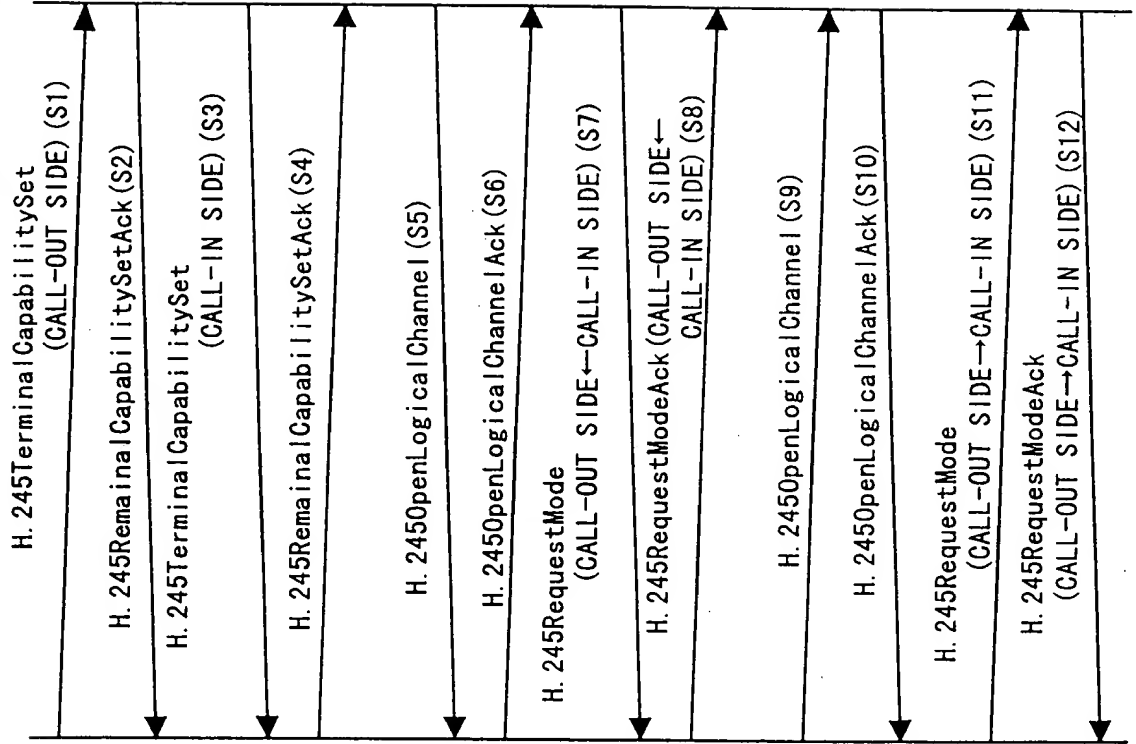 H.245TerminalCapabilitySet
(CALL-OUT SIDE)(S1)
H.245RemainalCapabilitySetAck(S2)
H.245TerminalCapabilitySet
(CALL-IN SIDE)(S3)
H.245RemainalCapabilitySetAck(S4)
H.245OpenLogicalChannel(S5)
H.245OpenLogicalChannelAck(S6)
H.245RequestMode
(CALL-OUT SIDE←CALL-IN SIDE)(S7)
H.245RequestModeAck(CALL-OUT SIDE←
CALL-IN SIDE)(S8)
H.245OpenLogicalChannel(S9)
H.245OpenLogicalChannelAck(S10)
H.245RequestMode
(CALL-OUT SIDE→CALL-IN SIDE)(S11)
H.245RequestModeAck
(CALL-OUT SIDE→CALL-IN SIDE)(S12)